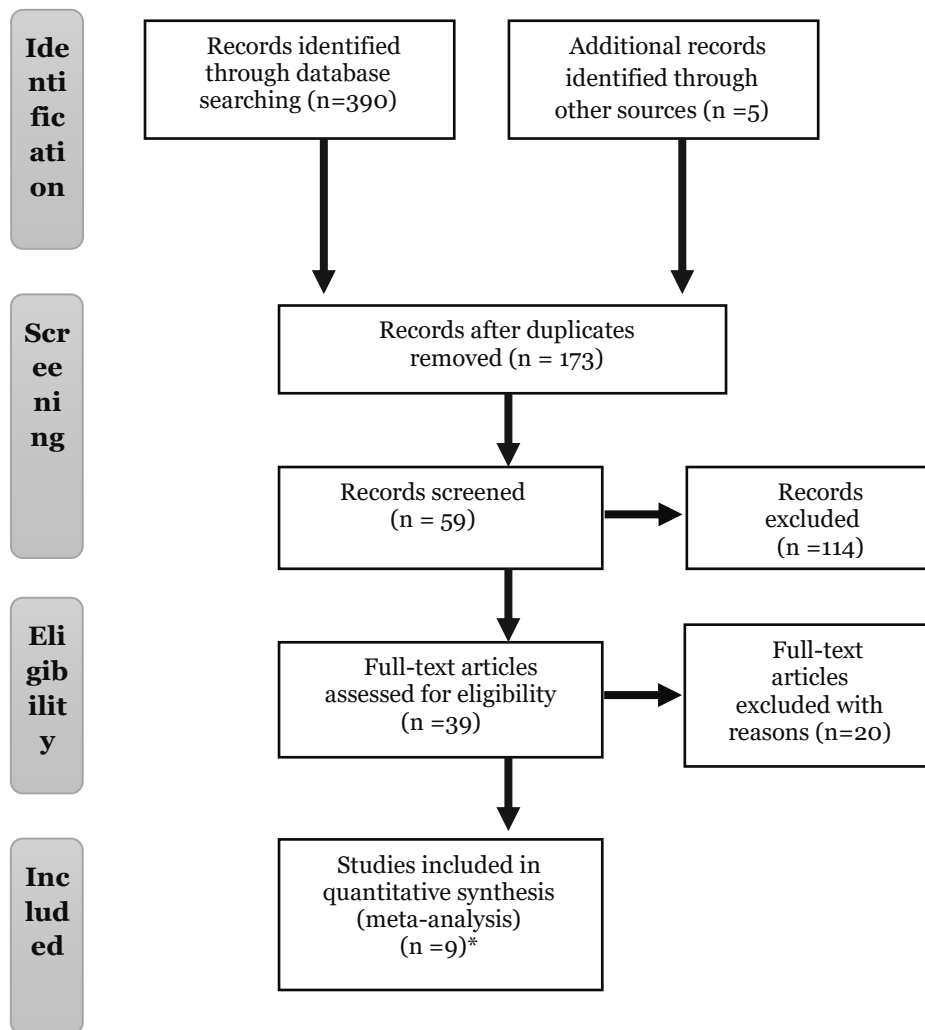 Ide
nti
fic
ati
on
Records identified
through database
searching (n=390)
Additional records
identified through
other sources (n =5)
Scr
ee
ni
ng
Records after duplicates
removed (n = 173)
Records screened
(n = 59)
Records
excluded
(n =114)
Eli
gib
ilit
y
Full-text articles
assessed for eligibility
(n =39)
Full-text
articles
excluded with
reasons (n=20)
Inc
lud
ed
Studies included in
quantitative synthesis
(meta-analysis)
(n =9)*